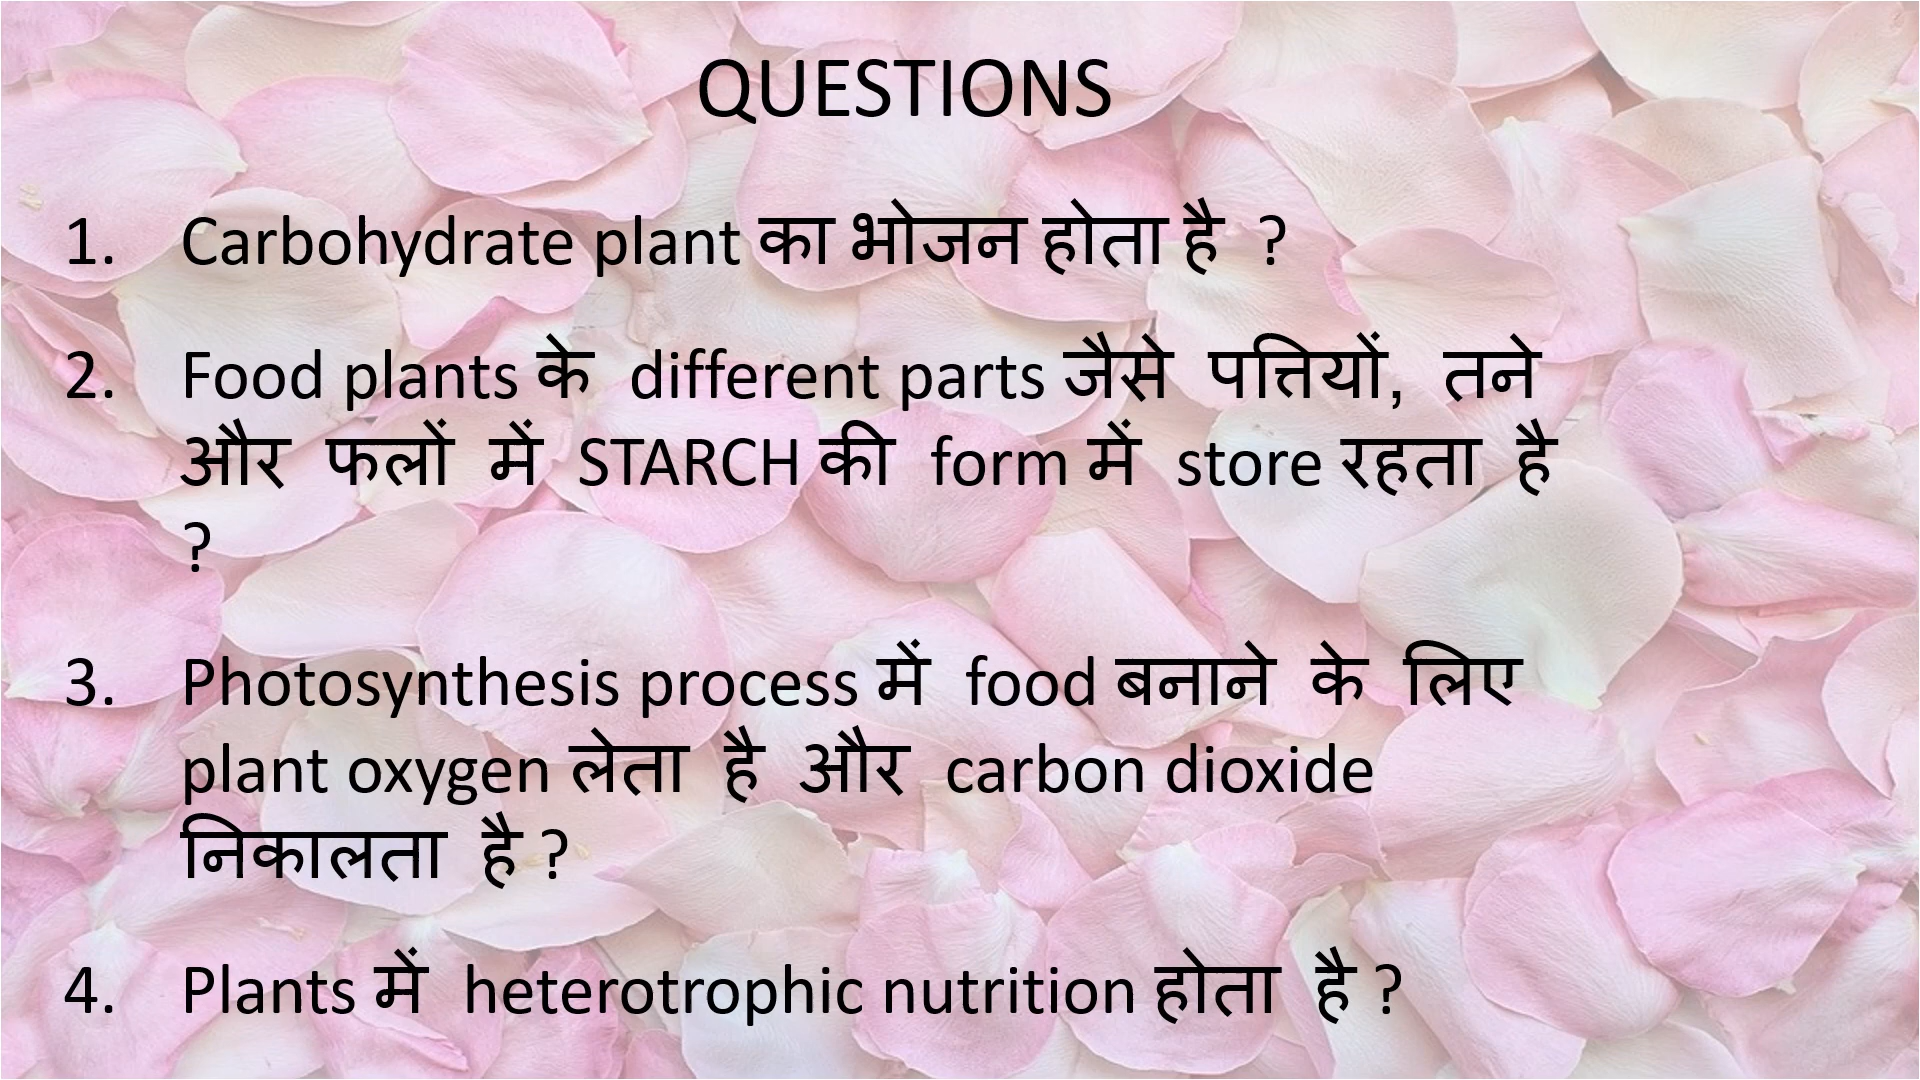 QUESTIONS
1. Carbohydrate plant का भोजन होता है ?
2. Food plants के different parts जैसे पत्तियों, तने
और फलों में STARCH की form में store रहता है
?
3. Photosynthesis process में food बनाने के लिए
plant oxygen लेता है और carbon dioxide
निकालता है ?
4. Plants में heterotrophic nutrition होता है ?